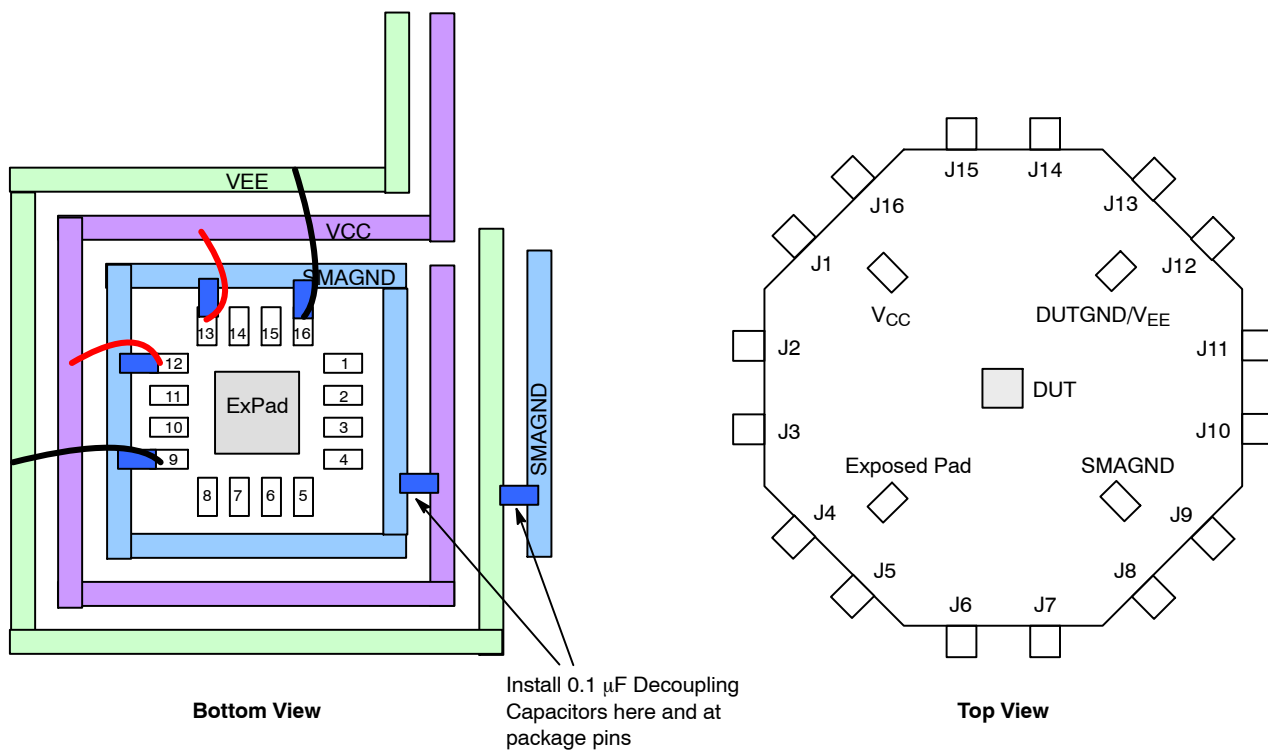 VEE
VCC
SMAGND
13 14 15 16
12
11
10
9
ExPad
1
2
3
4
8 7 6 5
SMAGND
Install 0.1 μF Decoupling
Capacitors here and at
package pins
Bottom View
J15 J14
J16 J13
J1 J12
VCC
DUTGND/VEE
J2 J11
DUT
J3 J10
Exposed Pad
SMAGND
J4 J9
J5 J8
J6 J7
Top View